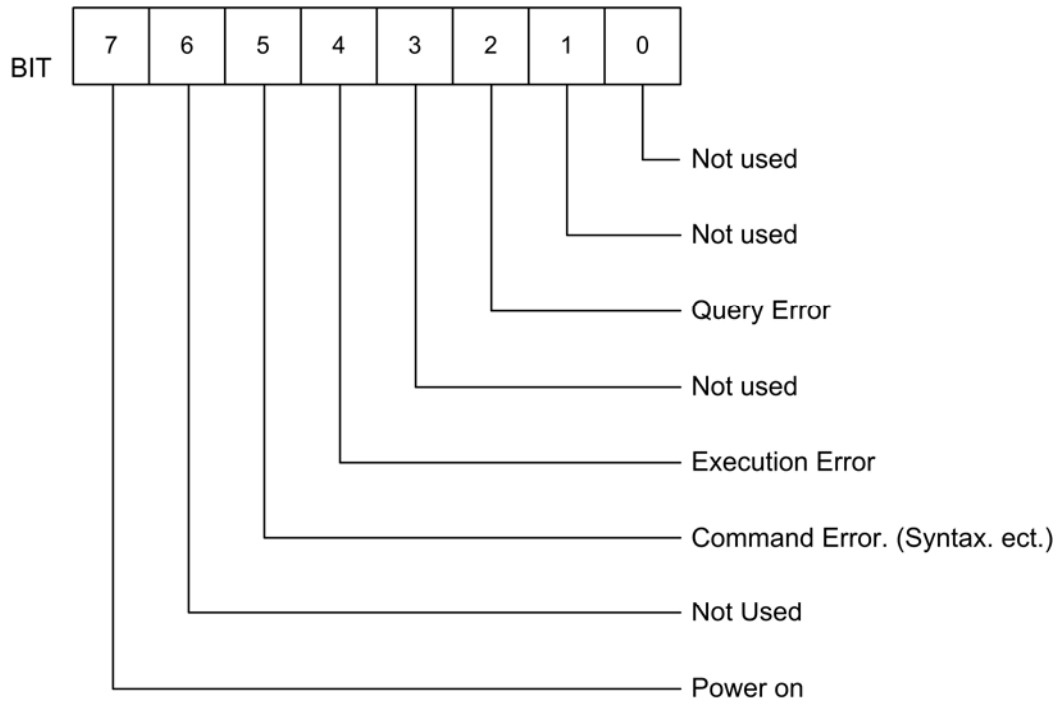 7 6 5 4 3 2 1 0
BIT
Not used
Not used
Query Error
Not used
Execution Error
Command Error. (Syntax. ect.)
Not Used
Power on